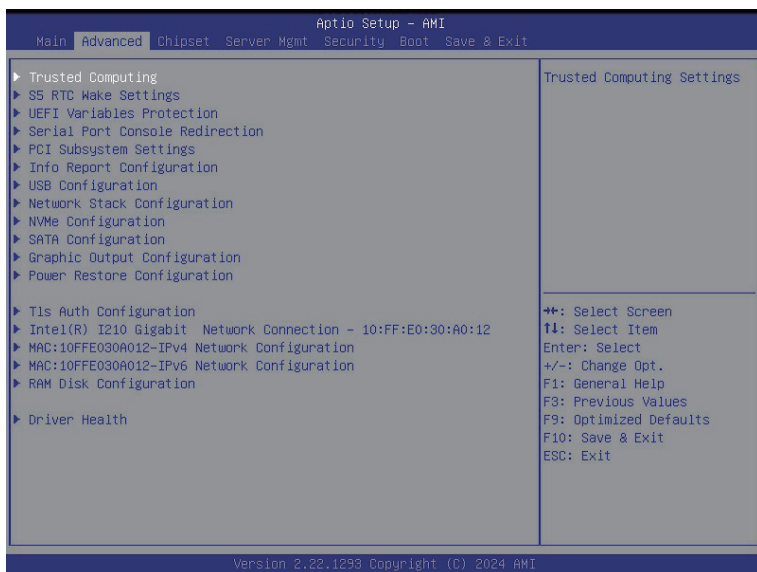 Aptio Setup – AMI
Main Advanced Chipset Server Mgmt Security Boot Save & Exit
Trusted Computing
S5 RTC Wake Settings
UEFI Variables Protection
Serial Port Console Redirection
PCI Subsystem Settings
Info Report Configuration
USB Configuration
Network Stack Configuration
NVMe Configuration
SATA Configuration
Graphic Output Configuration
Power Restore Configuration
Tls Auth Configuration
Intel(R) I210 Gigabit Network Connection – 10:FF:E0:30:A0:12
MAC:10FFE030A012-IPv4 Network Configuration
MAC:10FFE030A012-IPv6 Network Configuration
RAM Disk Configuration
Driver Health
Trusted Computing Settings
→←: Select Screen
↑↓: Select Item
Enter: Select
+/-: Change Opt.
F1: General Help
F3: Previous Values
F9: Optimized Defaults
F10: Save & Exit
ESC: Exit
Version 2.22.1293 Copyright (C) 2024 AMI